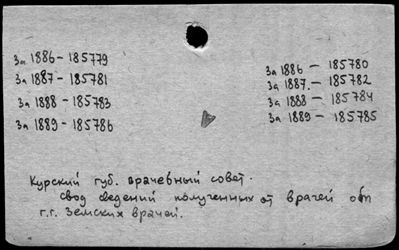 За 1886 - 185779
За 1887 - 185781
За 1888 - 185783
За 1889 - 185786
За 1886 - 185780
За 1887. - 185782
За 1888 - 185784
За 1889 - 185785
Курский губ. врачебный совет.
свод сведений полученных от врачей
г.г. Земских врачей.